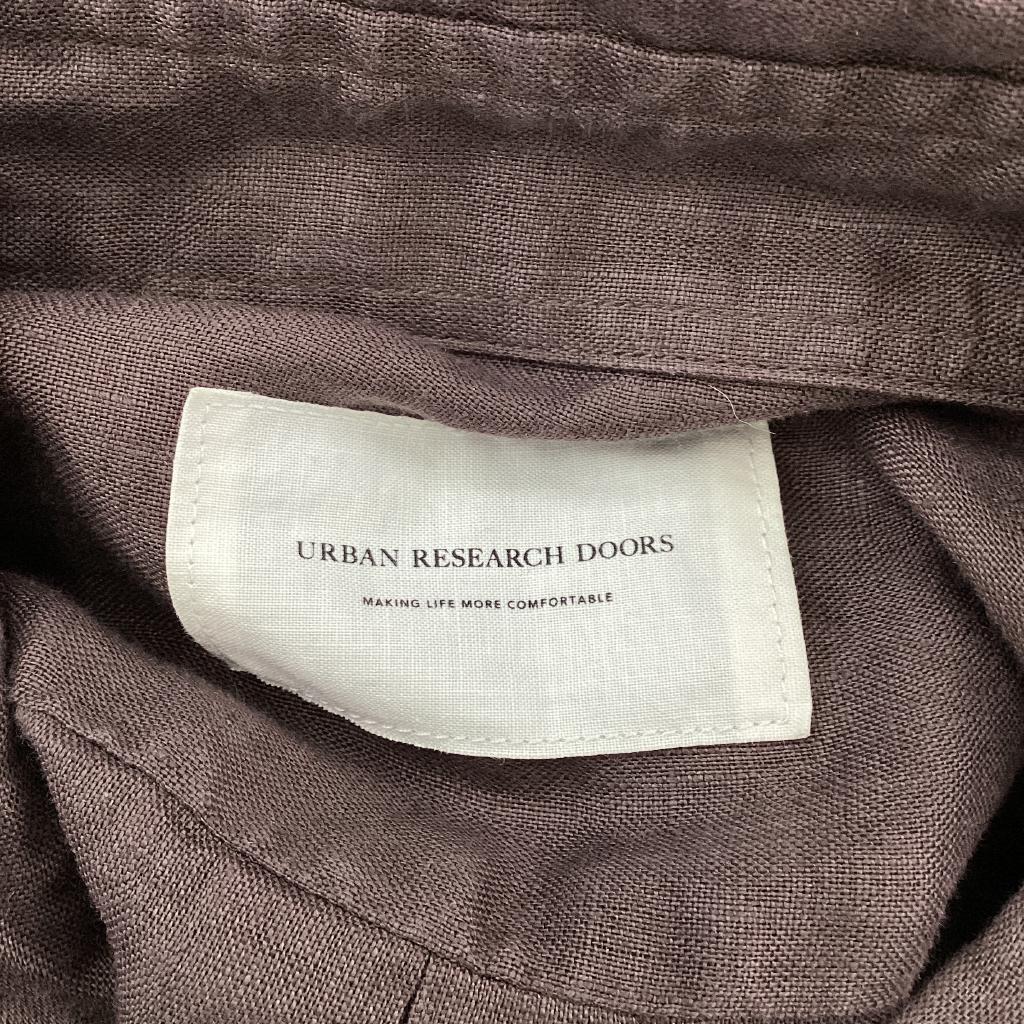 URBAN RESEARCH DOORS
MAKING LIFE MORE COMFORTABLE